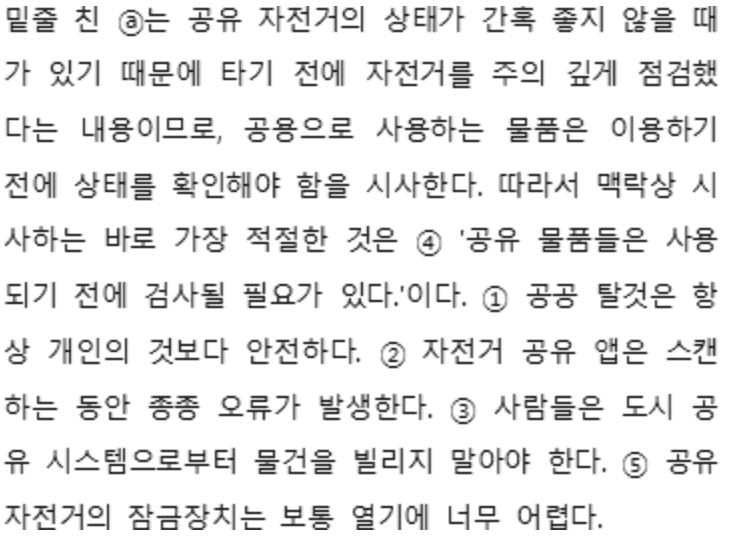 밑줄 친 ⓐ는 공유 자전거의 상태가 간혹 좋지 않을 때
가 있기 때문에 타기 전에 자전거를 주의 깊게 점검했
다는 내용이므로, 공용으로 사용하는 물품은 이용하기
전에 상태를 확인해야 함을 시사한다. 따라서 맥락상 시
사하는 바로 가장 적절한 것은 ④ '공유 물품들은 사용
되기 전에 검사될 필요가 있다.'이다. ① 공공 탈것은 항
상 개인의 것보다 안전하다. ② 자전거 공유 앱은 스캔
하는 동안 종종 오류가 발생한다. ③ 사람들은 도시 공
유 시스템으로부터 물건을 빌리지 말아야 한다. ⑤ 공유
자전거의 잠금장치는 보통 열기에 너무 어렵다.